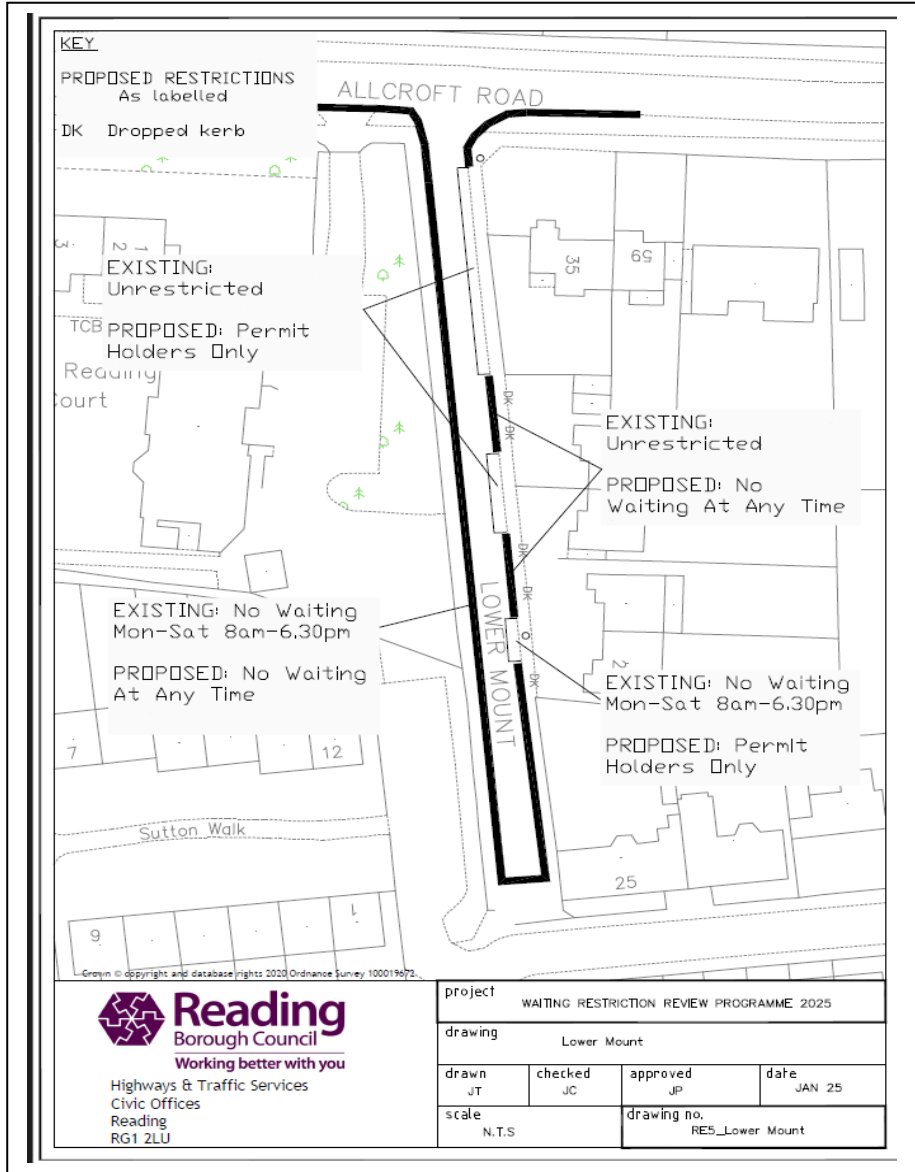 KEY
PROPOSED RESTRICTIONS
As labelled
DK Dropped kerb
ALLCROFT ROAD
3
2
1
35
59
EXISTING:
Unrestricted
PROPOSED: Permit
Holders Only
TCB
Reading
Court
DK
DK
EXISTING:
Unrestricted
PROPOSED: No
Waiting At Any Time
DK
DK
LOWER MOUNT
EXISTING: No Waiting
Mon-Sat 8am-6.30pm
PROPOSED: No Waiting
At Any Time
DK
EXISTING: No Waiting
Mon-Sat 8am-6.30pm
PROPOSED: Permit
Holders Only
7
12
Sutton Walk
25
9
1
Crown © copyright and database rights 2020 Ordnance Survey 100019672
Reading
Borough Council
Working better with you
Highways & Traffic Services
Civic Offices
Reading
RG1 2LU
project
WAITING RESTRICTION REVIEW PROGRAMME 2025
drawing
Lower Mount
drawn
JT
checked
JC
approved
JP
date
JAN 25
scale
N.T.S
drawing no.
RE5_Lower Mount